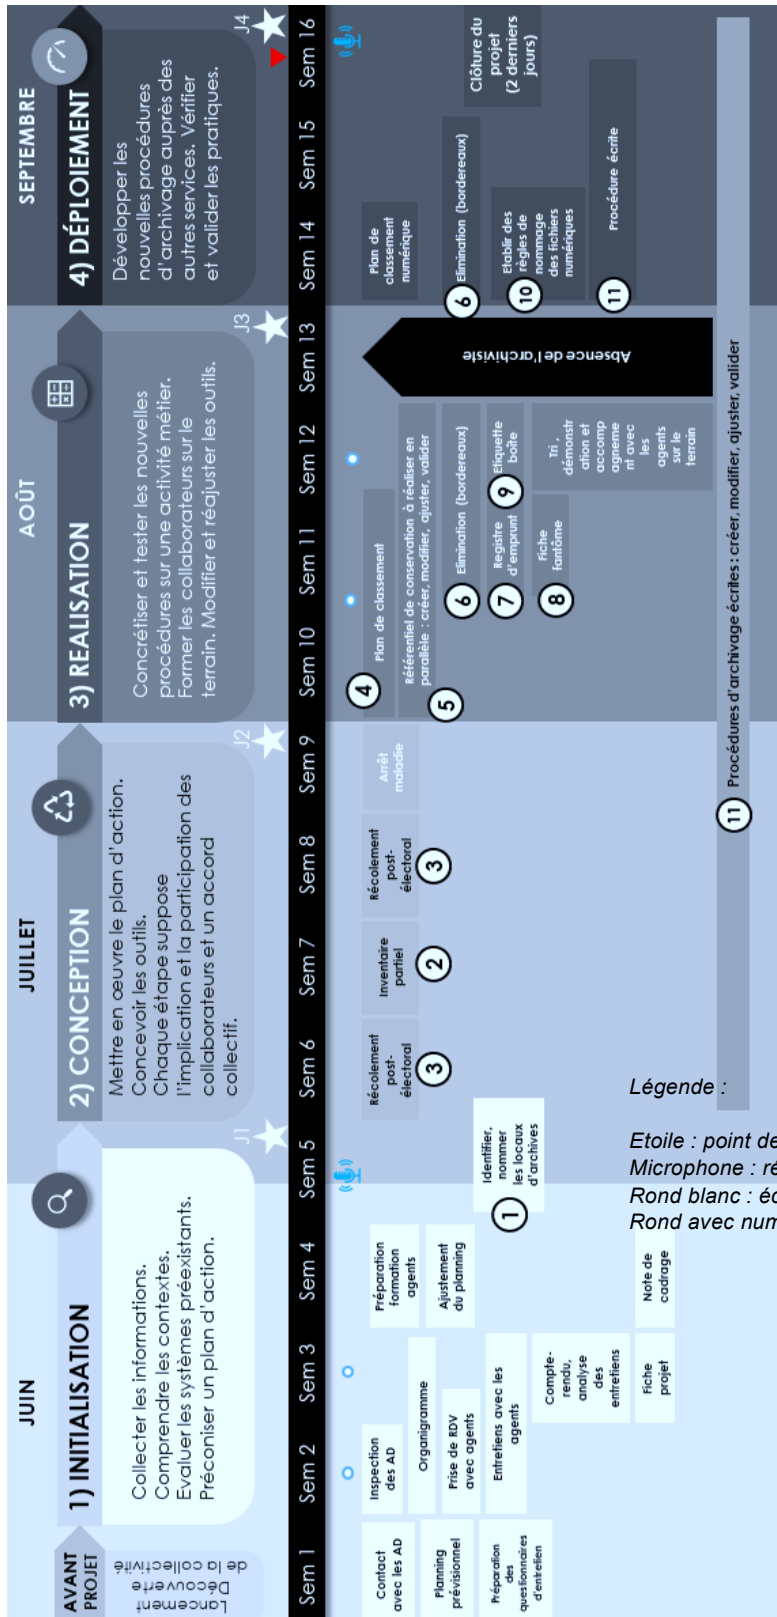 JUIN
JUILLET
AOÛT
SEPTEMBRE
AVANT
PROJET
Lancement
Découverte
de la collectivité
1) INITIALISATION
Collecter les informations.
Comprendre les contextes.
Evaluer les systèmes préexistants.
Préconiser un plan d'action.
2) CONCEPTION
Mettre en œuvre le plan d'action.
Concevoir les outils.
Chaque étape suppose
l'implication et la participation des
collaborateurs et un accord
collectif.
3) REALISATION
Concrétiser et tester les nouvelles
procédures sur une activité métier.
Former les collaborateurs sur le
terrain. Modifier et réajuster les outils.
4) DÉPLOIEMENT
Développer les
nouvelles procédures
d'archivage auprès des
autres services. Vérifier
et valider les pratiques.
J1
J2
J3
J4
Sem 1
Sem 2
Sem 3
Sem 4
Sem 5
Sem 6
Sem 7
Sem 8
Sem 9
Sem 10
Sem 11
Sem 12
Sem 13
Sem 14
Sem 15
Sem 16
Contact
avec les AD
Planning
prévisionnel
Préparation
des
questionnaires
d'entretien
Inspection
des AD
Organigramme
Prise de RDV
avec agents
Entretiens avec les
agents
Compte-
rendu,
analyse
des
entretiens
Fiche
projet
Préparation
formation
agents
Ajustement
du planning
Note de
cadrage
1
Identifier,
nommer
les locaux
d'archives
Récolement
post-
électoral
3
Inventaire
partiel
2
Récolement
post-
électoral
3
Arrêt
maladie
4
Plan de classement
5
Référentiel de conservation à réaliser en
parallèle : créer, modifier, ajuster, valider
6
Elimination (bordereaux)
7
Registre
d'emprunt
9
Etiquette
boîte
8
Fiche
fantôme
Tri,
démonstr
ation et
accomp
agneme
nt avec
les
agents
sur le
terrain
Absence de l'archiviste
Plan de
classement
numérique
6
Elimination (bordereaux)
10
Etablir des
règles de
nommage
des fichiers
numériques
11
Procédure écrite
Clôture du
projet
(2 derniers
jours)
11
Procédures d'archivage écrites : créer, modifier, ajuster, valider
Légende :
Etoile : point de
Microphone : ré
Rond blanc : éc
Rond avec num